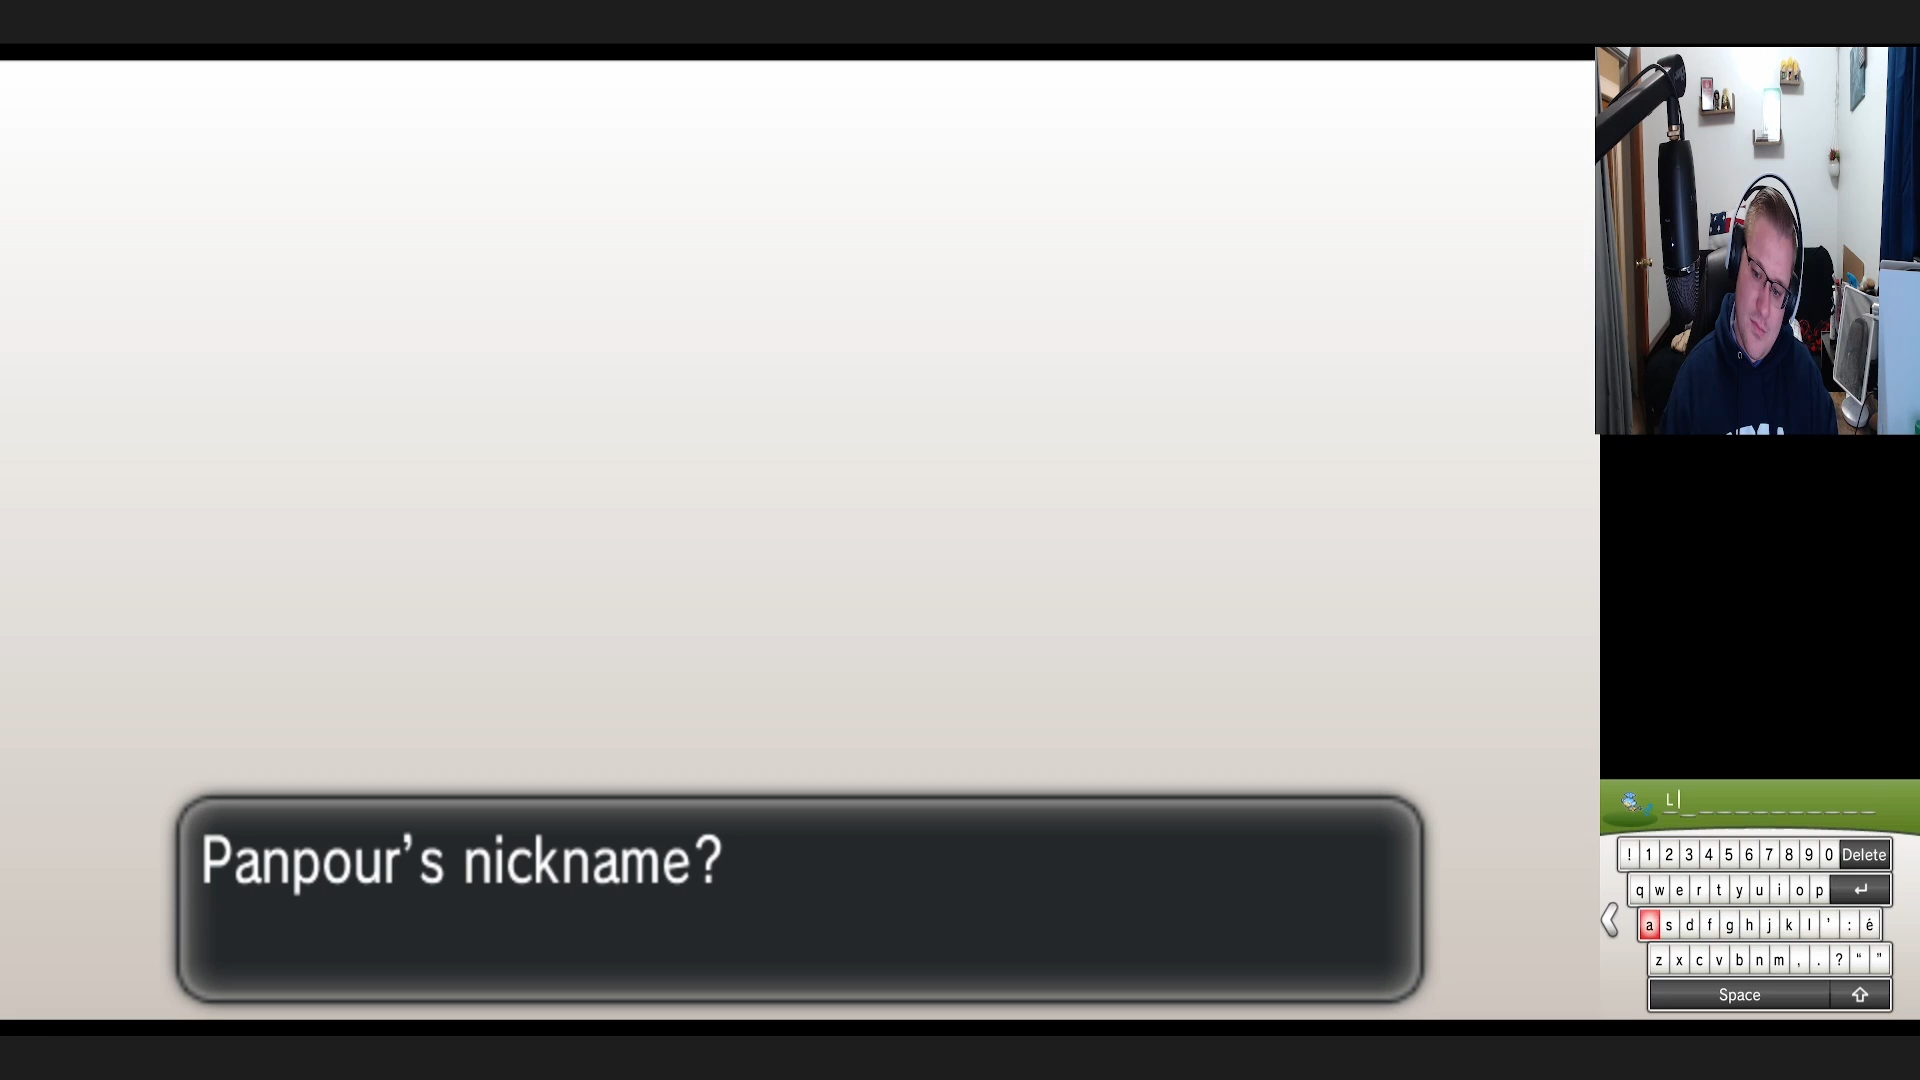 Panpour's nickname?
L
! 1 2 3 4 5 6 7 8 9 0 Delete
q w e r t y u i o p ↵
a s d f g h j k l ' : é
z x c v b n m , . ? “ ”
Space